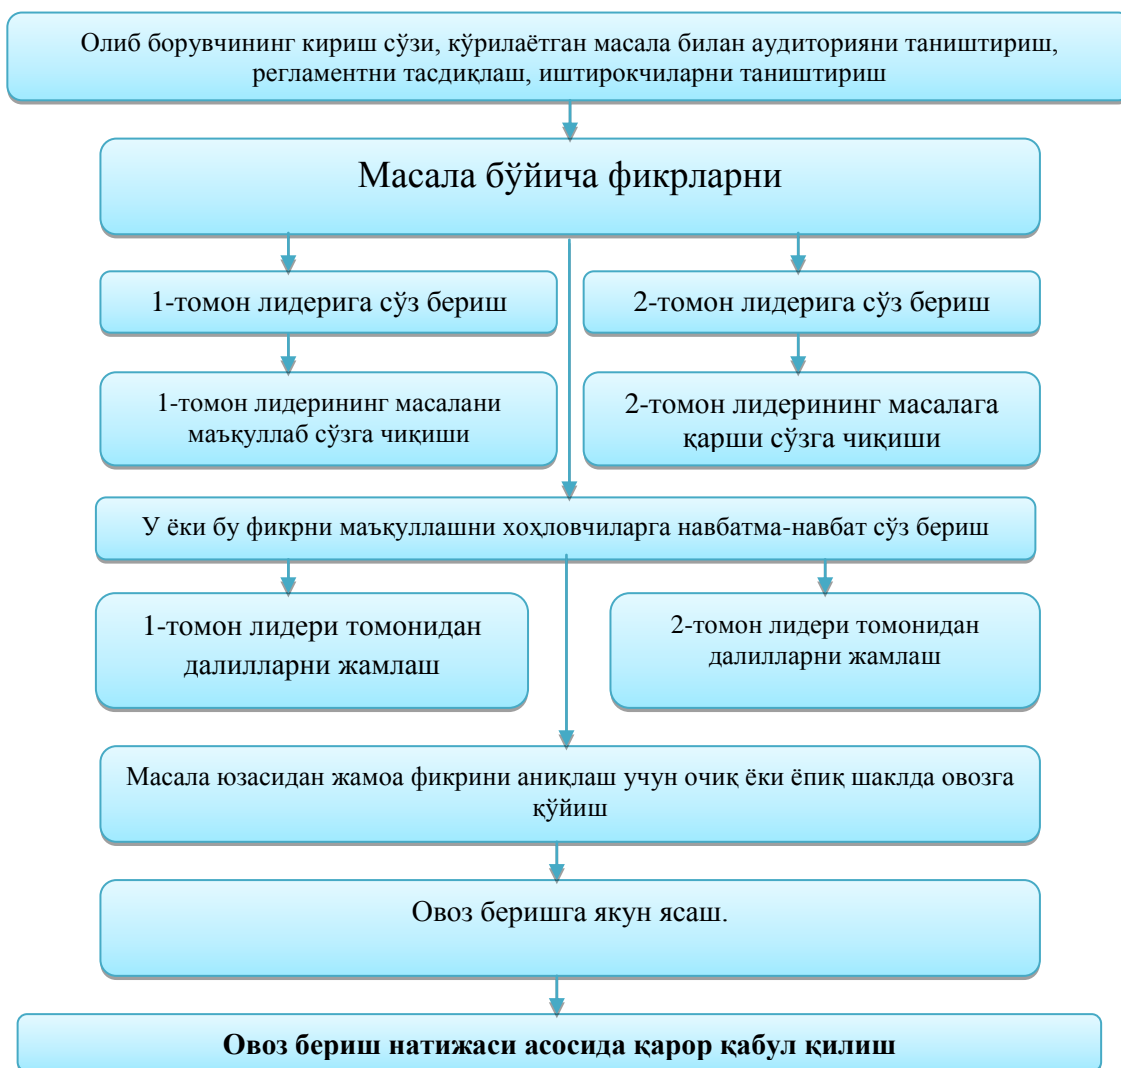 Олиб борувчининг кириш сўзи, кўрилаётган масала билан аудиторияни таништириш,
регламентни тасдиқлаш, иштирокчиларни таништириш
Масала бўйича фикрларни
1-томон лидерига сўз бериш
2-томон лидерига сўз бериш
1-томон лидерининг масалани
маъқуллаб сўзга чиқиши
2-томон лидерининг масалага
қарши сўзга чиқиши
У ёки бу фикрни маъқуллашни хоҳловчиларга навбатма-навбат сўз бериш
1-томон лидери томонидан
далилларни жамлаш
2-томон лидери томонидан
далилларни жамлаш
Масала юзасидан жамоа фикрини аниқлаш учун очиқ ёки ёпиқ шаклда овозга
қўйиш
Овоз беришга якун ясаш.
Овоз бериш натижаси асосида қарор қабул қилиш